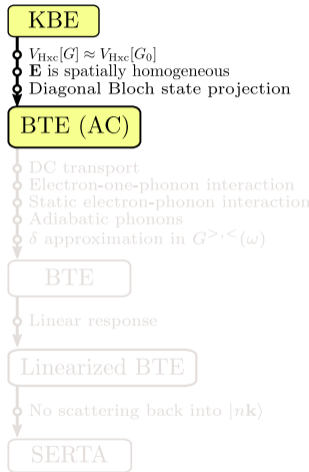 KBE
V_Hxc[G] ≈ V_Hxc[G_0]
E is spatially homogeneous
Diagonal Bloch state projection
BTE (AC)
DC transport
Electron-one-phonon interaction
Static electron-phonon interaction
Adiabatic phonons
δ approximation in G^{>,<}(ω)
BTE
Linear response
Linearized BTE
No scattering back into |nk⟩
SERTA